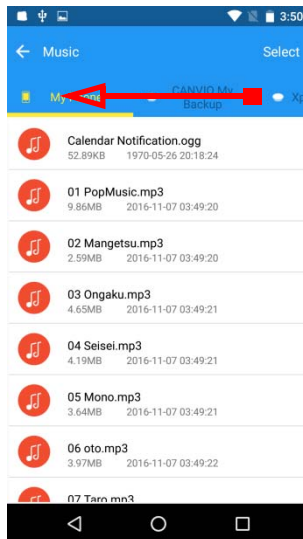 3:50
Music
Select
My Phone
CANVIO My
Backup
Xp
Calendar Notification.ogg
52.89KB 1970-05-26 20:18:24
01 PopMusic.mp3
9.86MB 2016-11-07 03:49:20
02 Mangetsu.mp3
2.59MB 2016-11-07 03:49:20
03 Ongaku.mp3
4.65MB 2016-11-07 03:49:21
04 Seisei.mp3
4.19MB 2016-11-07 03:49:21
05 Mono.mp3
3.64MB 2016-11-07 03:49:21
06 oto.mp3
3.97MB 2016-11-07 03:49:22
07 Taro.mp3